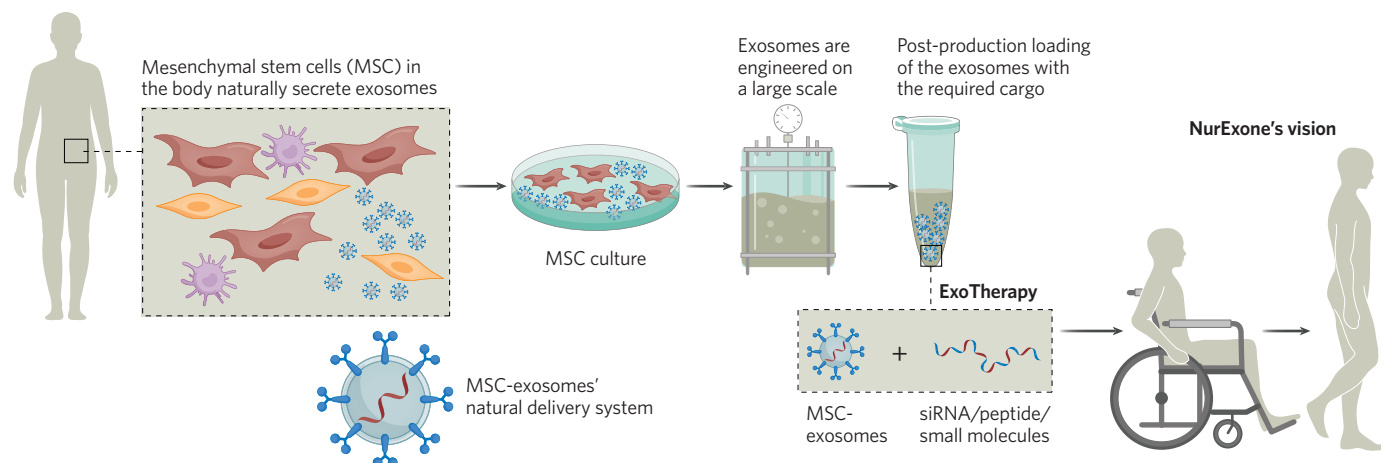 Mesenchymal stem cells (MSC) in
the body naturally secrete exosomes
MSC culture
Exosomes are
engineered on
a large scale
Post-production loading
of the exosomes with
the required cargo
NurExone's vision
ExoTherapy
+
MSC-
exosomes
siRNA/peptide/
small molecules
MSC-exosomes'
natural delivery system